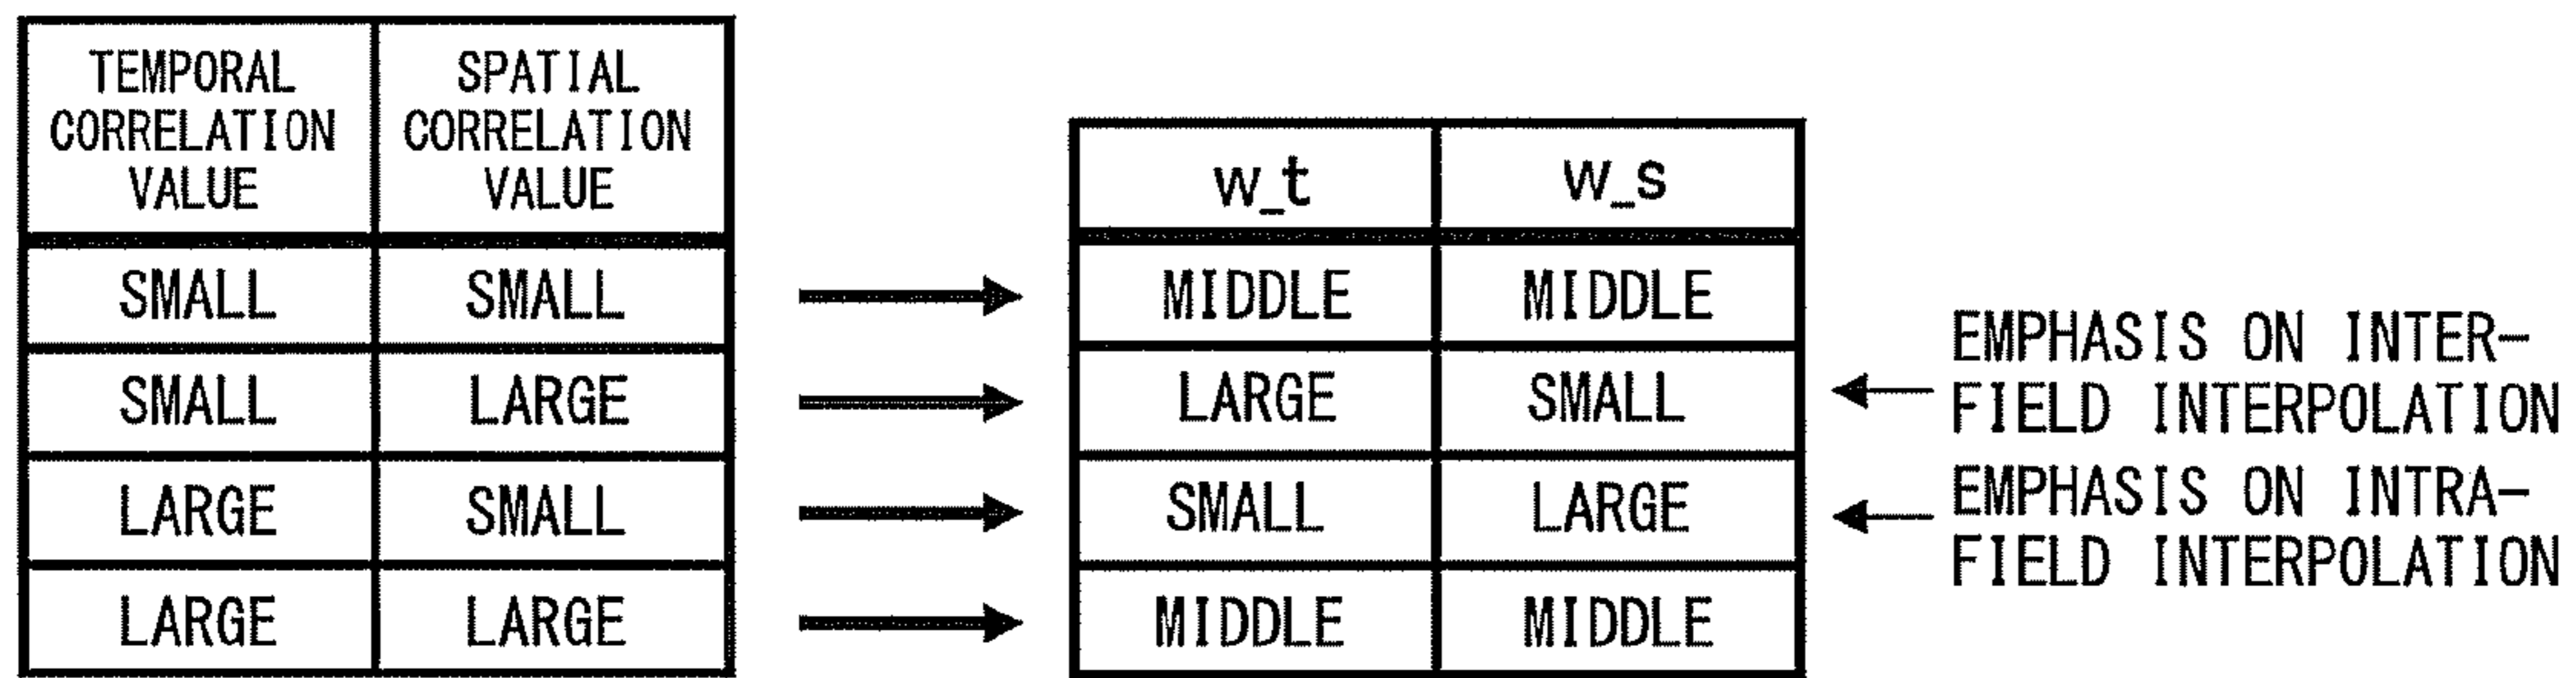 TEMPORAL
CORRELATION
VALUE
SPATIAL
CORRELATION
VALUE
SMALL SMALL
SMALL LARGE
LARGE SMALL
LARGE LARGE
w_t w_s
MIDDLE MIDDLE
LARGE SMALL
SMALL LARGE
MIDDLE MIDDLE
EMPHASIS ON INTER-
FIELD INTERPOLATION
EMPHASIS ON INTRA-
FIELD INTERPOLATION